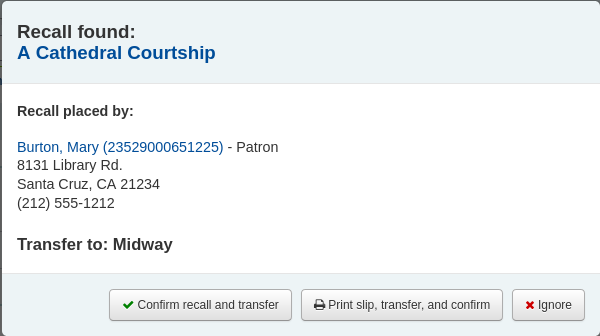 Recall found:
A Cathedral Courtship
Recall placed by:
Burton, Mary (23529000651225) - Patron
8131 Library Rd.
Santa Cruz, CA 21234
(212) 555-1212
Transfer to: Midway
Confirm recall and transfer
Print slip, transfer, and confirm
Ignore